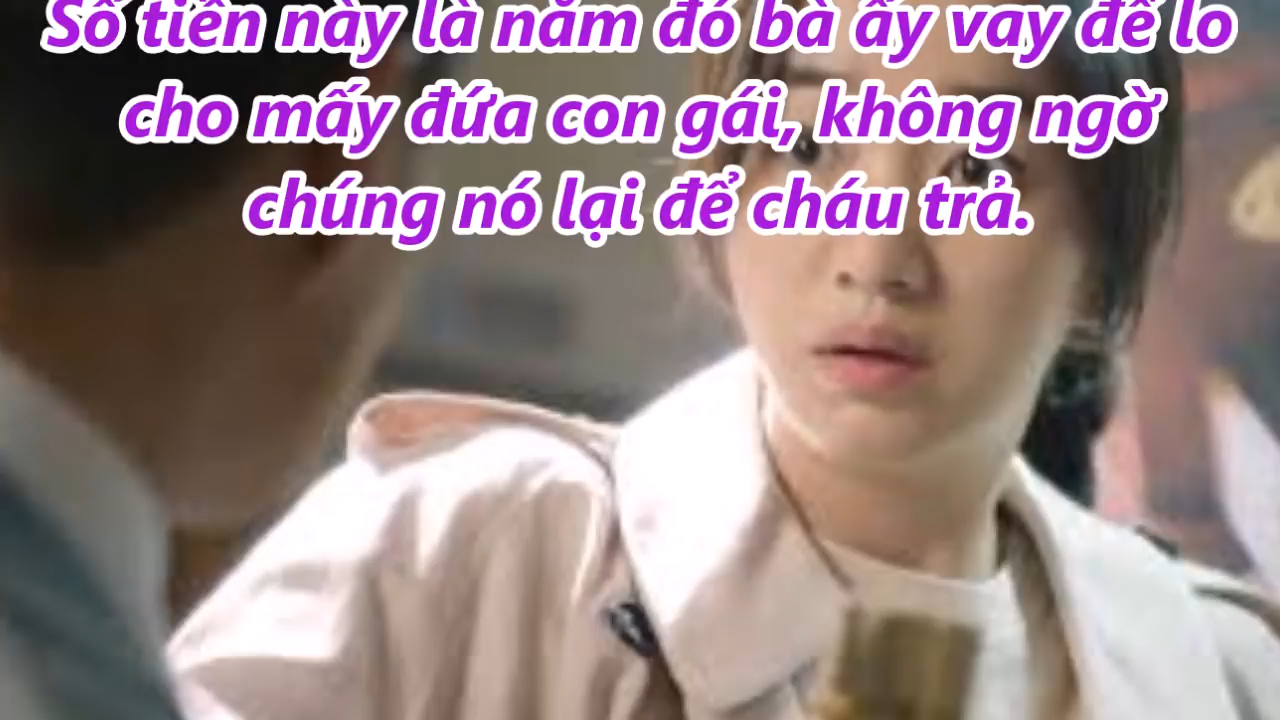 Số tiền này là năm đó bà ấy vay để lo
cho mấy đứa con gái, không ngờ
chúng nó lại để cháu trả.